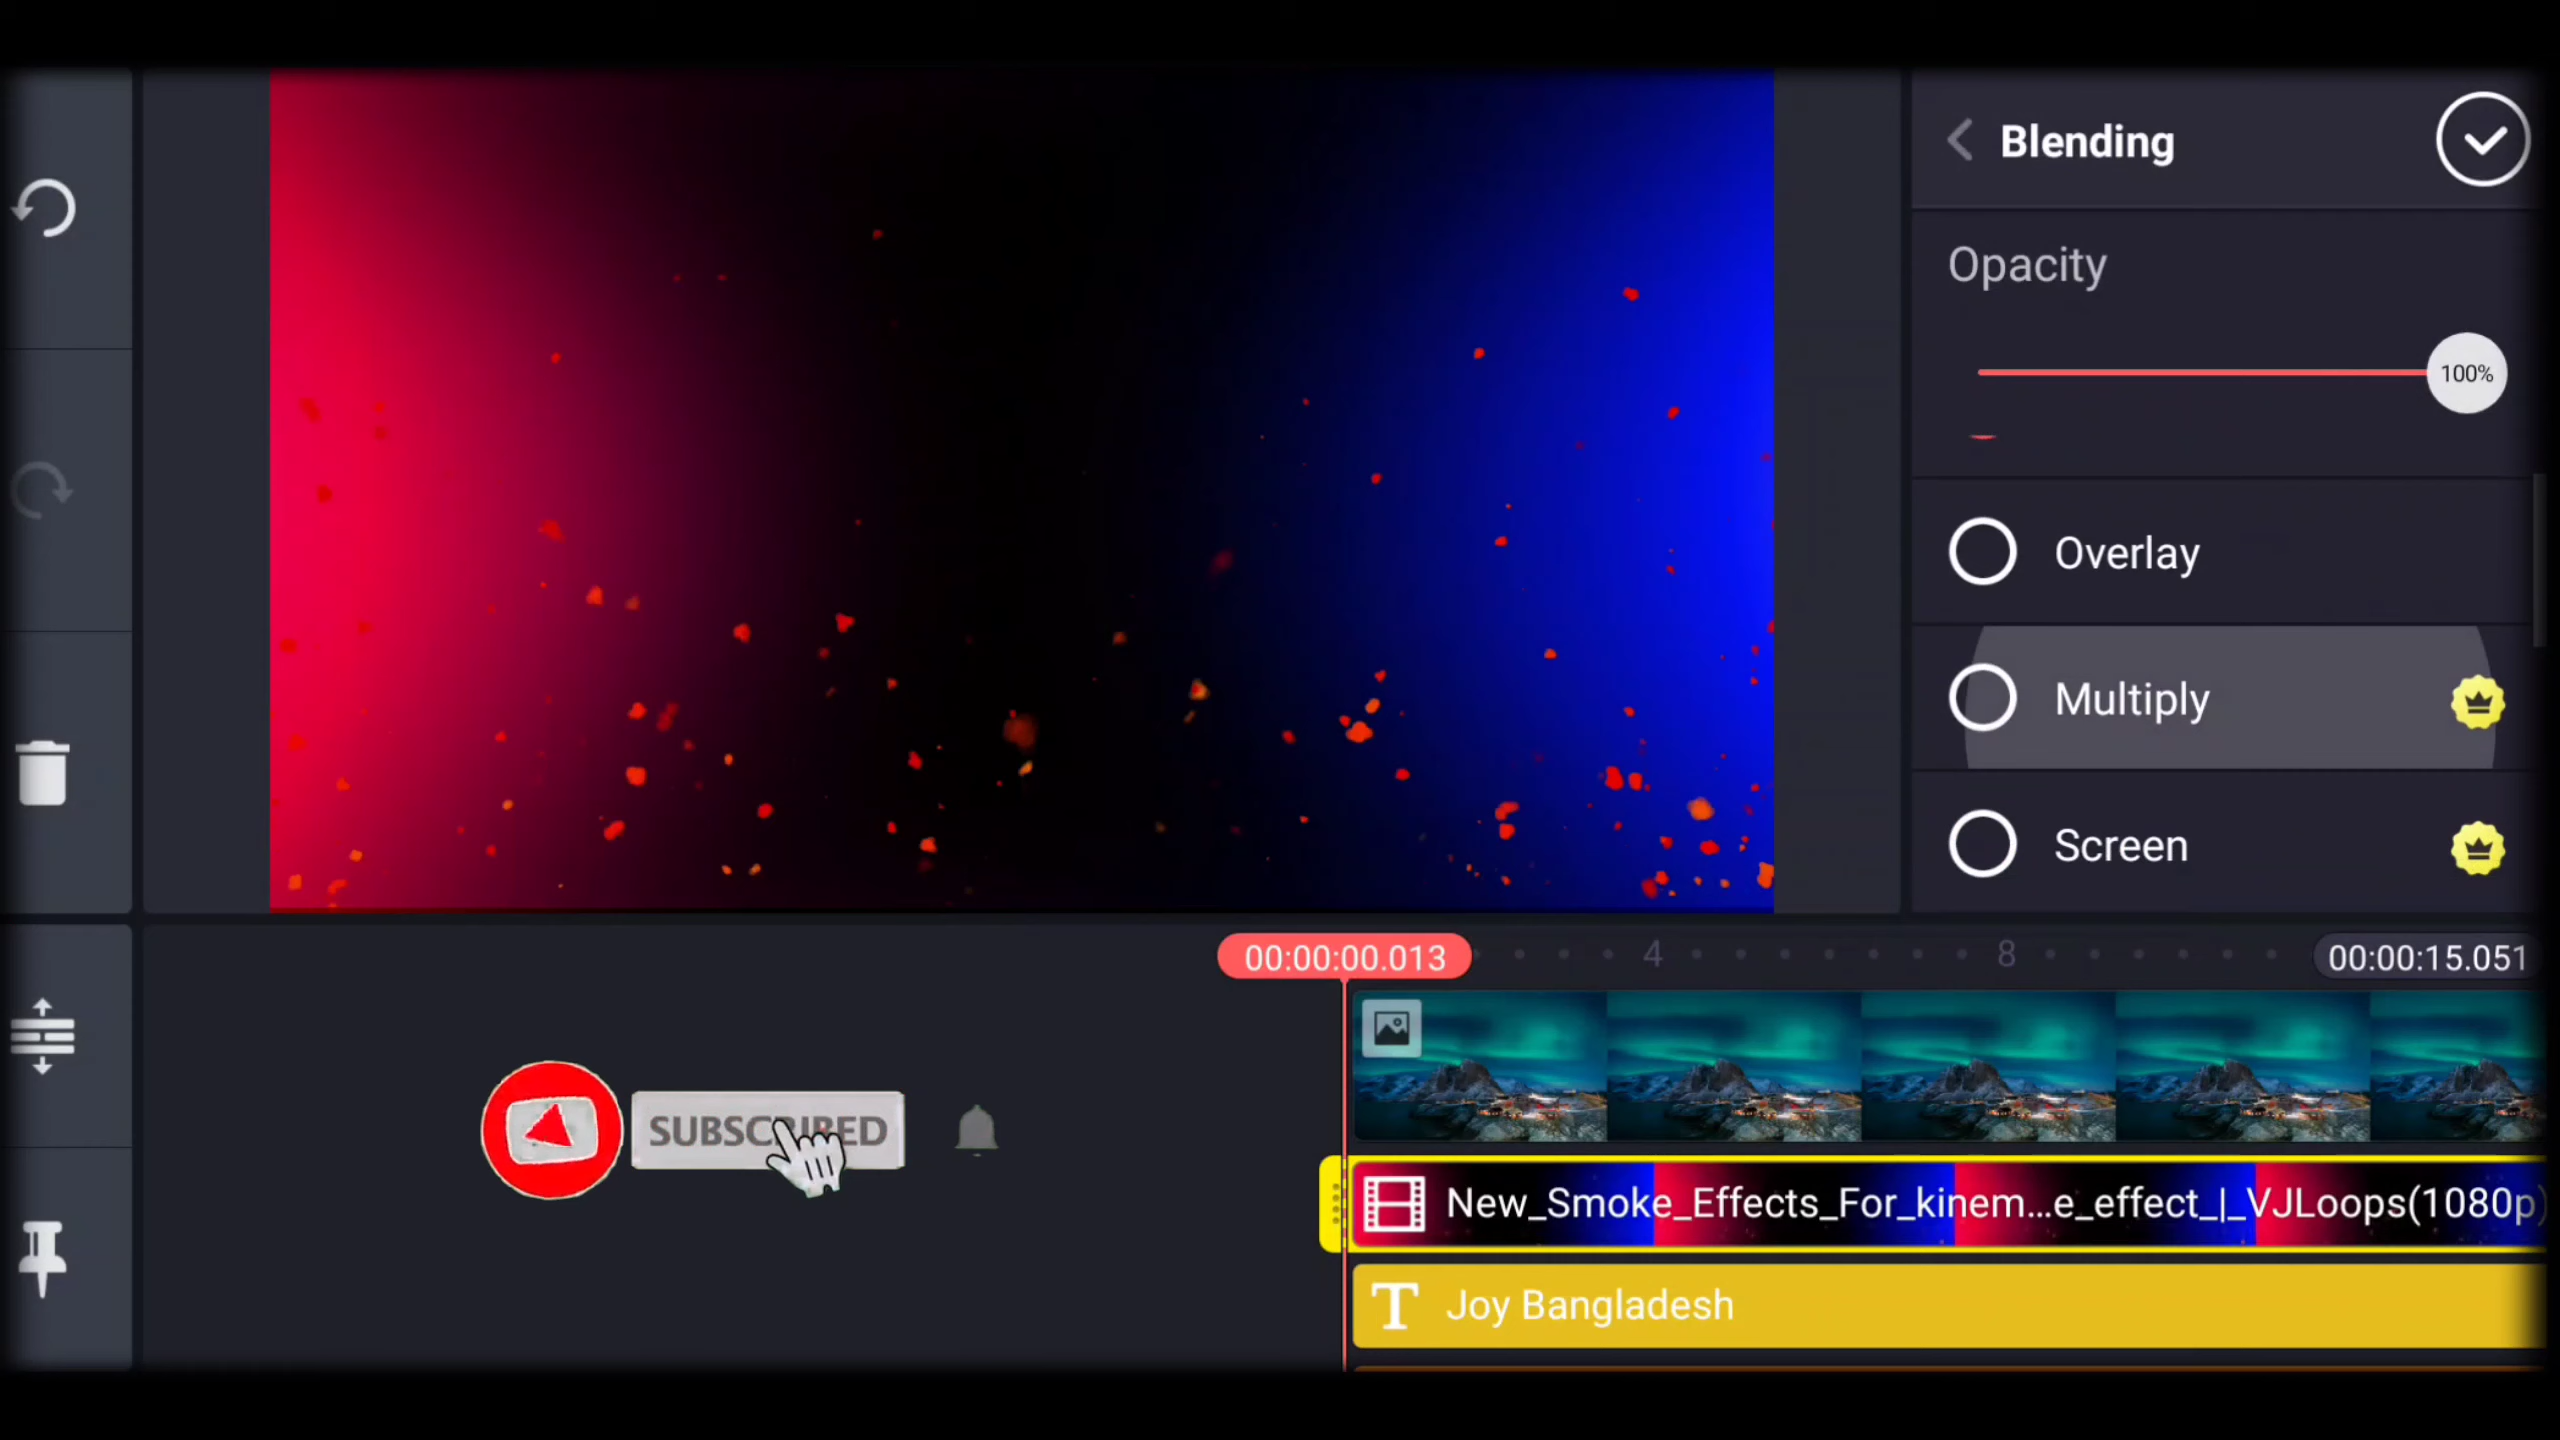 Blending
Opacity
100%
Overlay
Multiply
Screen
00:00:00.013
4
8
00:00:15.051
SUBSCRIBED
New_Smoke_Effects_For_kinem...e_effect_|_VJLoops(1080p)
T Joy Bangladesh